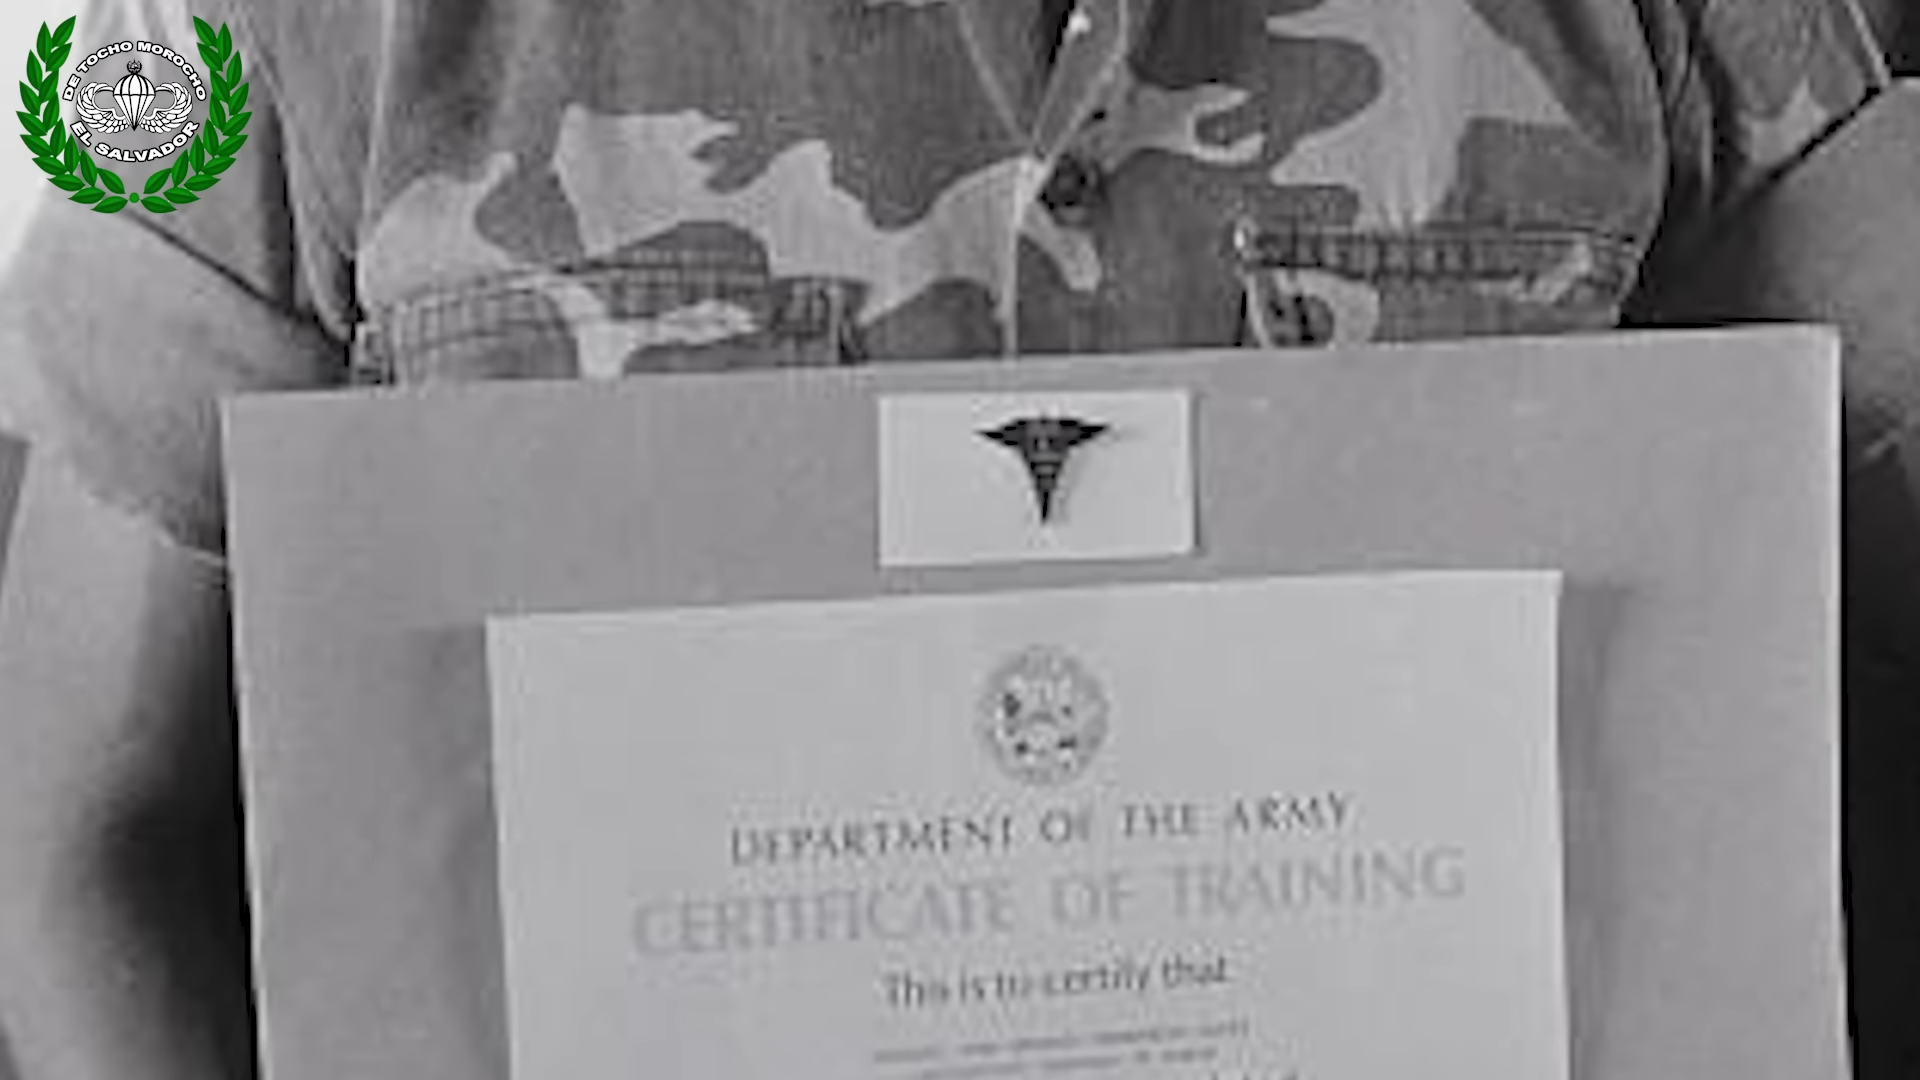 DE TOCHO MOROCHO
EL SALVADOR
DEPARTMENT OF THE ARMY
CERTIFICATE OF TRAINING
This is to certify that